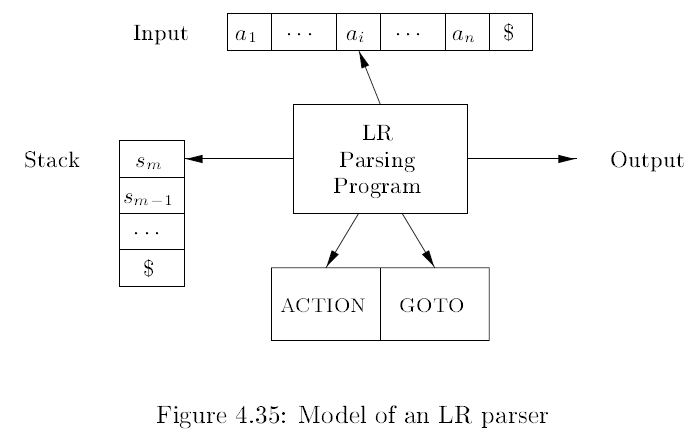 Input a₁ ⋯ aᵢ ⋯ aₙ $
LR
Parsing
Program
Stack
sₘ
sₘ₋₁
⋯
$
Output
ACTION GOTO
Figure 4.35: Model of an LR parser